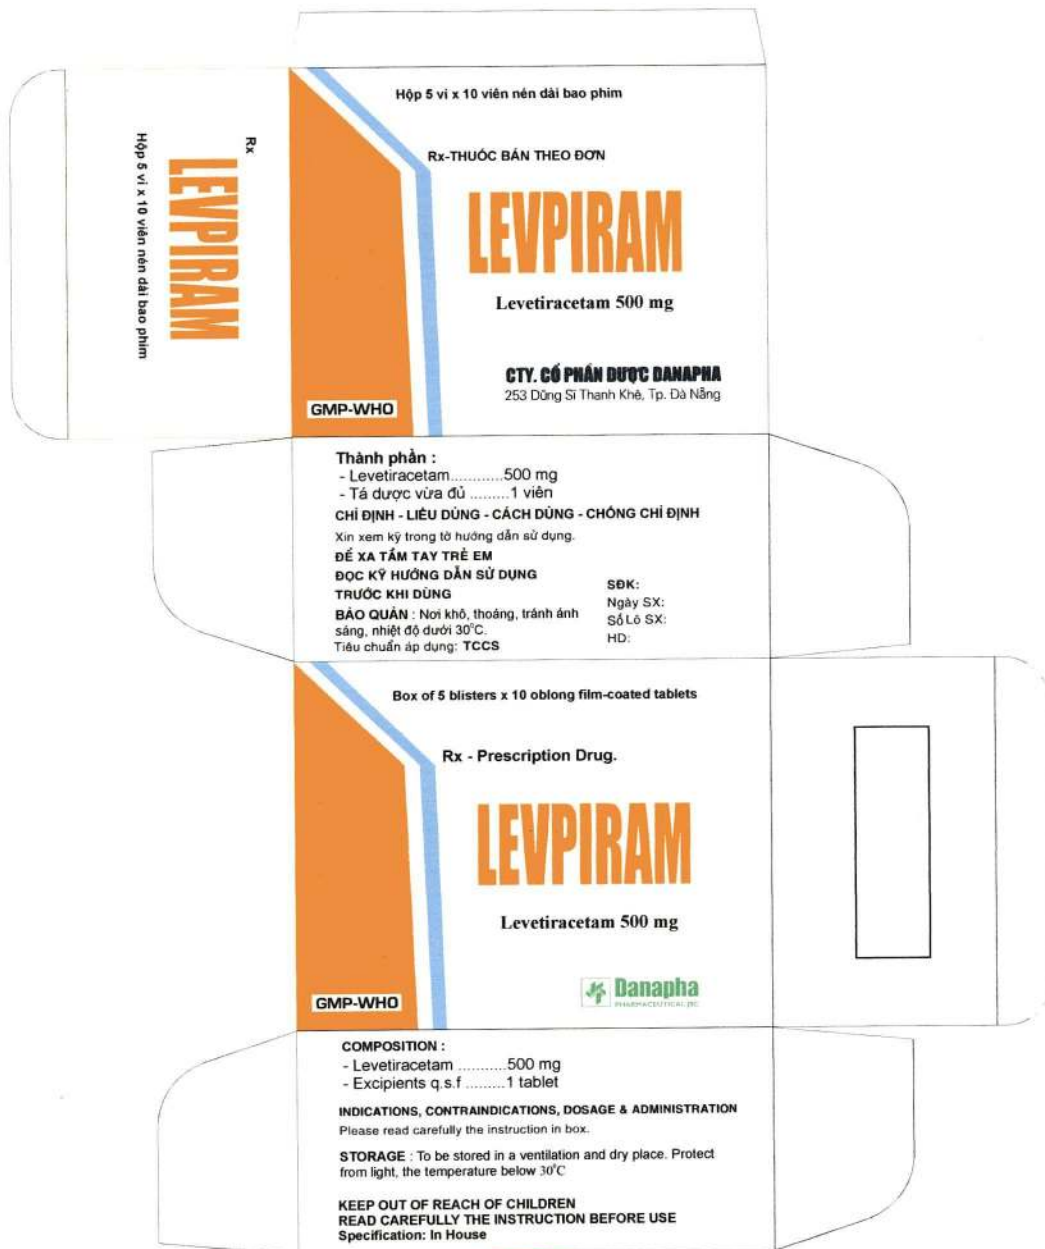 Rx
LEVPIRAM
Hộp 5 vỉ x 10 viên nén dài bao phim
Hộp 5 vỉ x 10 viên nén dài bao phim
Rx-THUỐC BÁN THEO ĐƠN
LEVPIRAM
Levetiracetam 500 mg
CTY. CỔ PHẦN DƯỢC DANAPHA
253 Dũng Sĩ Thanh Khê, Tp. Đà Nẵng
GMP-WHO
Thành phần :
- Levetiracetam............500 mg
- Tá dược vừa đủ .........1 viên
CHỈ ĐỊNH - LIỀU DÙNG - CÁCH DÙNG - CHỐNG CHỈ ĐỊNH
Xin xem kỹ trong tờ hướng dẫn sử dụng.
ĐỂ XA TẦM TAY TRẺ EM
ĐỌC KỸ HƯỚNG DẪN SỬ DỤNG
TRƯỚC KHI DÙNG
BẢO QUẢN : Nơi khô, thoáng, tránh ánh
sáng, nhiệt độ dưới 30°C.
Tiêu chuẩn áp dụng: TCCS
SĐK:
Ngày SX:
Số Lô SX:
HD:
Box of 5 blisters x 10 oblong film-coated tablets
Rx - Prescription Drug.
LEVPIRAM
Levetiracetam 500 mg
Danapha
PHARMACEUTICAL JSC
GMP-WHO
COMPOSITION :
- Levetiracetam ...........500 mg
- Excipients q.s.f .........1 tablet
INDICATIONS, CONTRAINDICATIONS, DOSAGE & ADMINISTRATION
Please read carefully the instruction in box.
STORAGE : To be stored in a ventilation and dry place. Protect
from light, the temperature below 30°C
KEEP OUT OF REACH OF CHILDREN
READ CAREFULLY THE INSTRUCTION BEFORE USE
Specification: In House